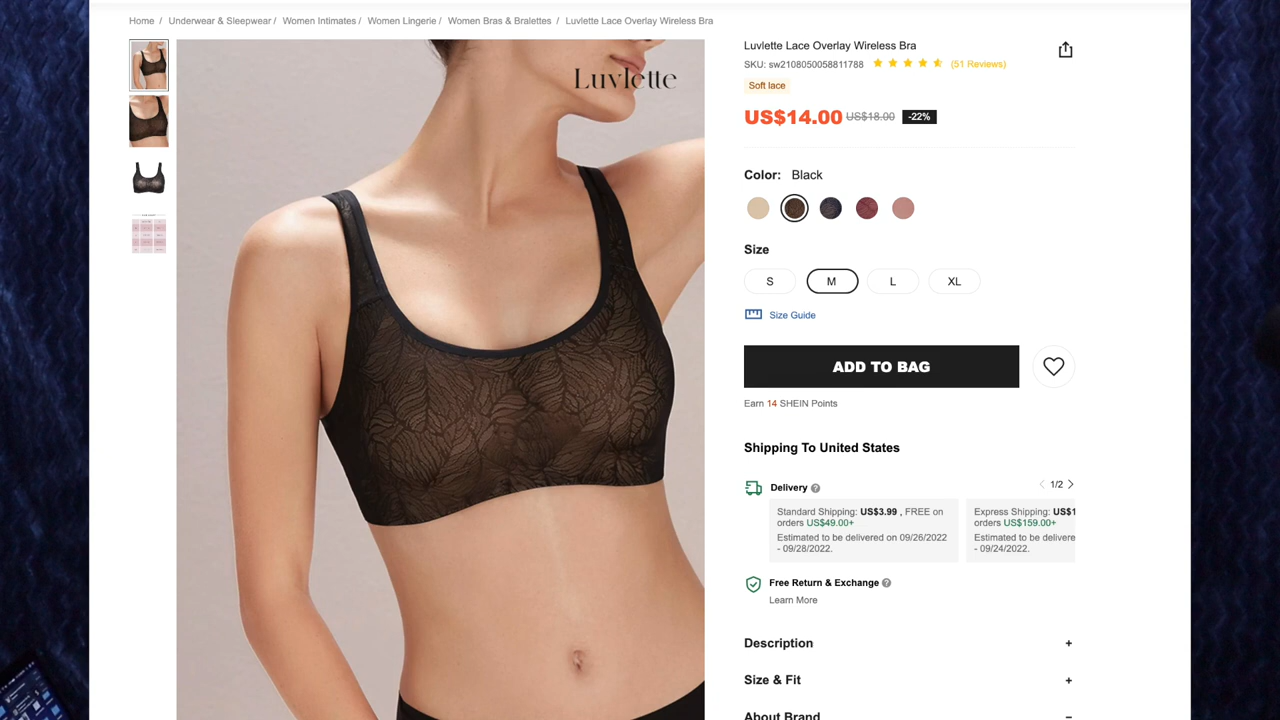 Home / Underwear & Sleepwear / Women Intimates / Women Lingerie / Women Bras & Bralettes / Luvlette Lace Overlay Wireless Bra
Luvlette
Luvlette Lace Overlay Wireless Bra
SKU: sw2108050058811788 (51 Reviews)
Soft lace
US$14.00 US$18.00 -22%
Color: Black
Size
S M L XL
Size Guide
ADD TO BAG
Earn 14 SHEIN Points
Shipping To United States
Delivery ? 1/2
Standard Shipping: US$3.99 , FREE on
orders US$49.00+
Estimated to be delivered on 09/26/2022
- 09/28/2022.
Express Shipping: US$1
orders US$159.00+
Estimated to be delivere
- 09/24/2022.
Free Return & Exchange ?
Learn More
Description +
Size & Fit +
About Brand −